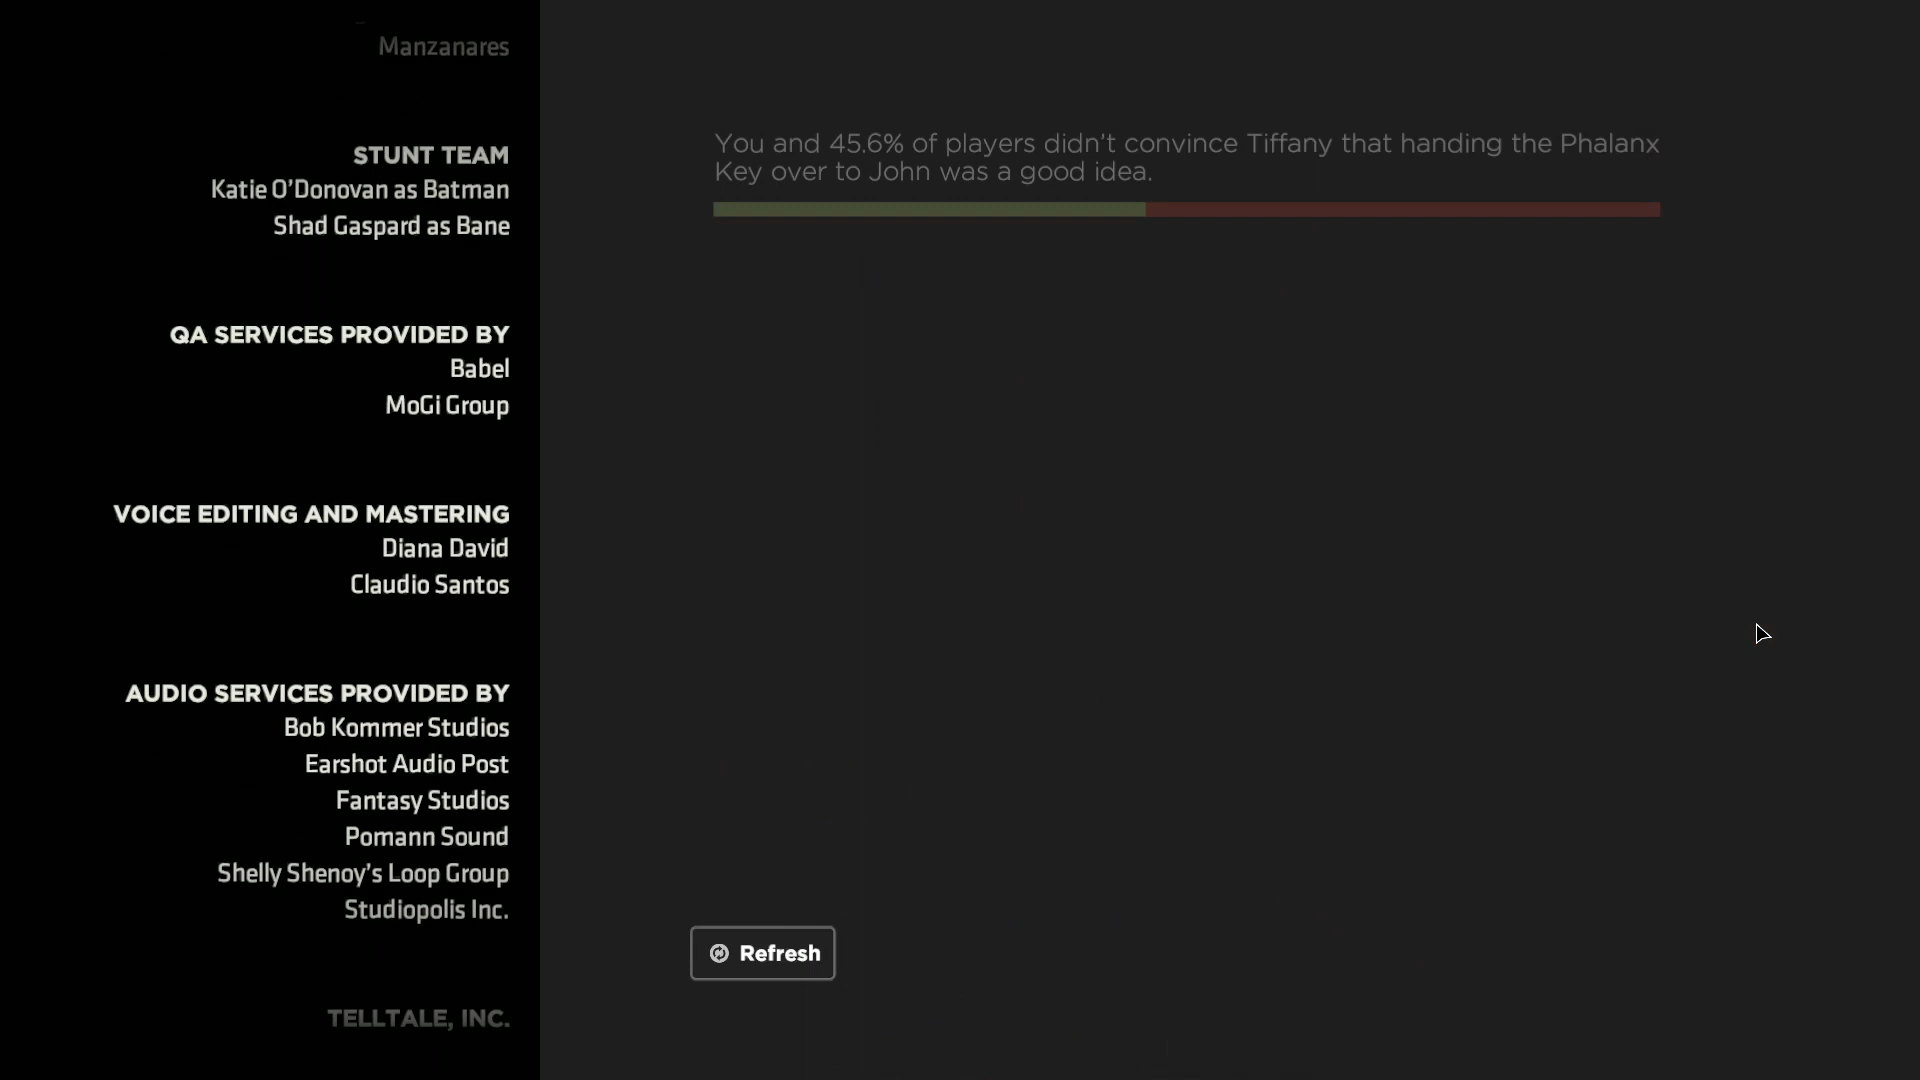 Manzanares
STUNT TEAM
Katie O’Donovan as Batman
Shad Gaspard as Bane
QA SERVICES PROVIDED BY
Babel
MoGi Group
VOICE EDITING AND MASTERING
Diana David
Claudio Santos
AUDIO SERVICES PROVIDED BY
Bob Kommer Studios
Earshot Audio Post
Fantasy Studios
Pomann Sound
Shelly Shenoy’s Loop Group
Studiopolis Inc.
TELLTALE, INC.
You and 45.6% of players didn’t convince Tiffany that handing the Phalanx
Key over to John was a good idea.
Refresh